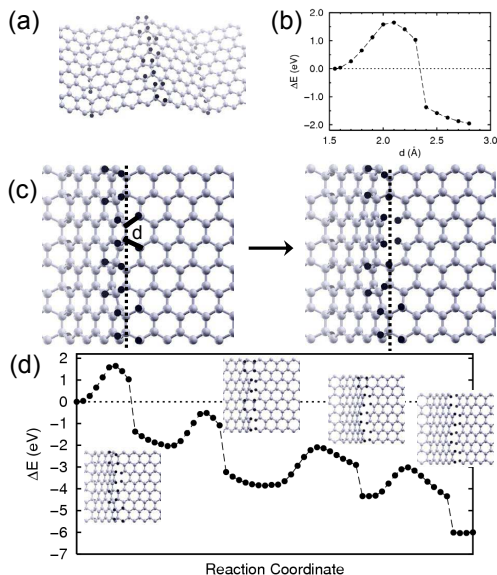 (a)
(b)
2.0
1.0
0.0
-1.0
-2.0
ΔE (eV)
1.5
2.0
2.5
3.0
d (Å)
(c)
d
(d)
2
1
0
-1
-2
-3
-4
-5
-6
-7
ΔE (eV)
Reaction Coordinate